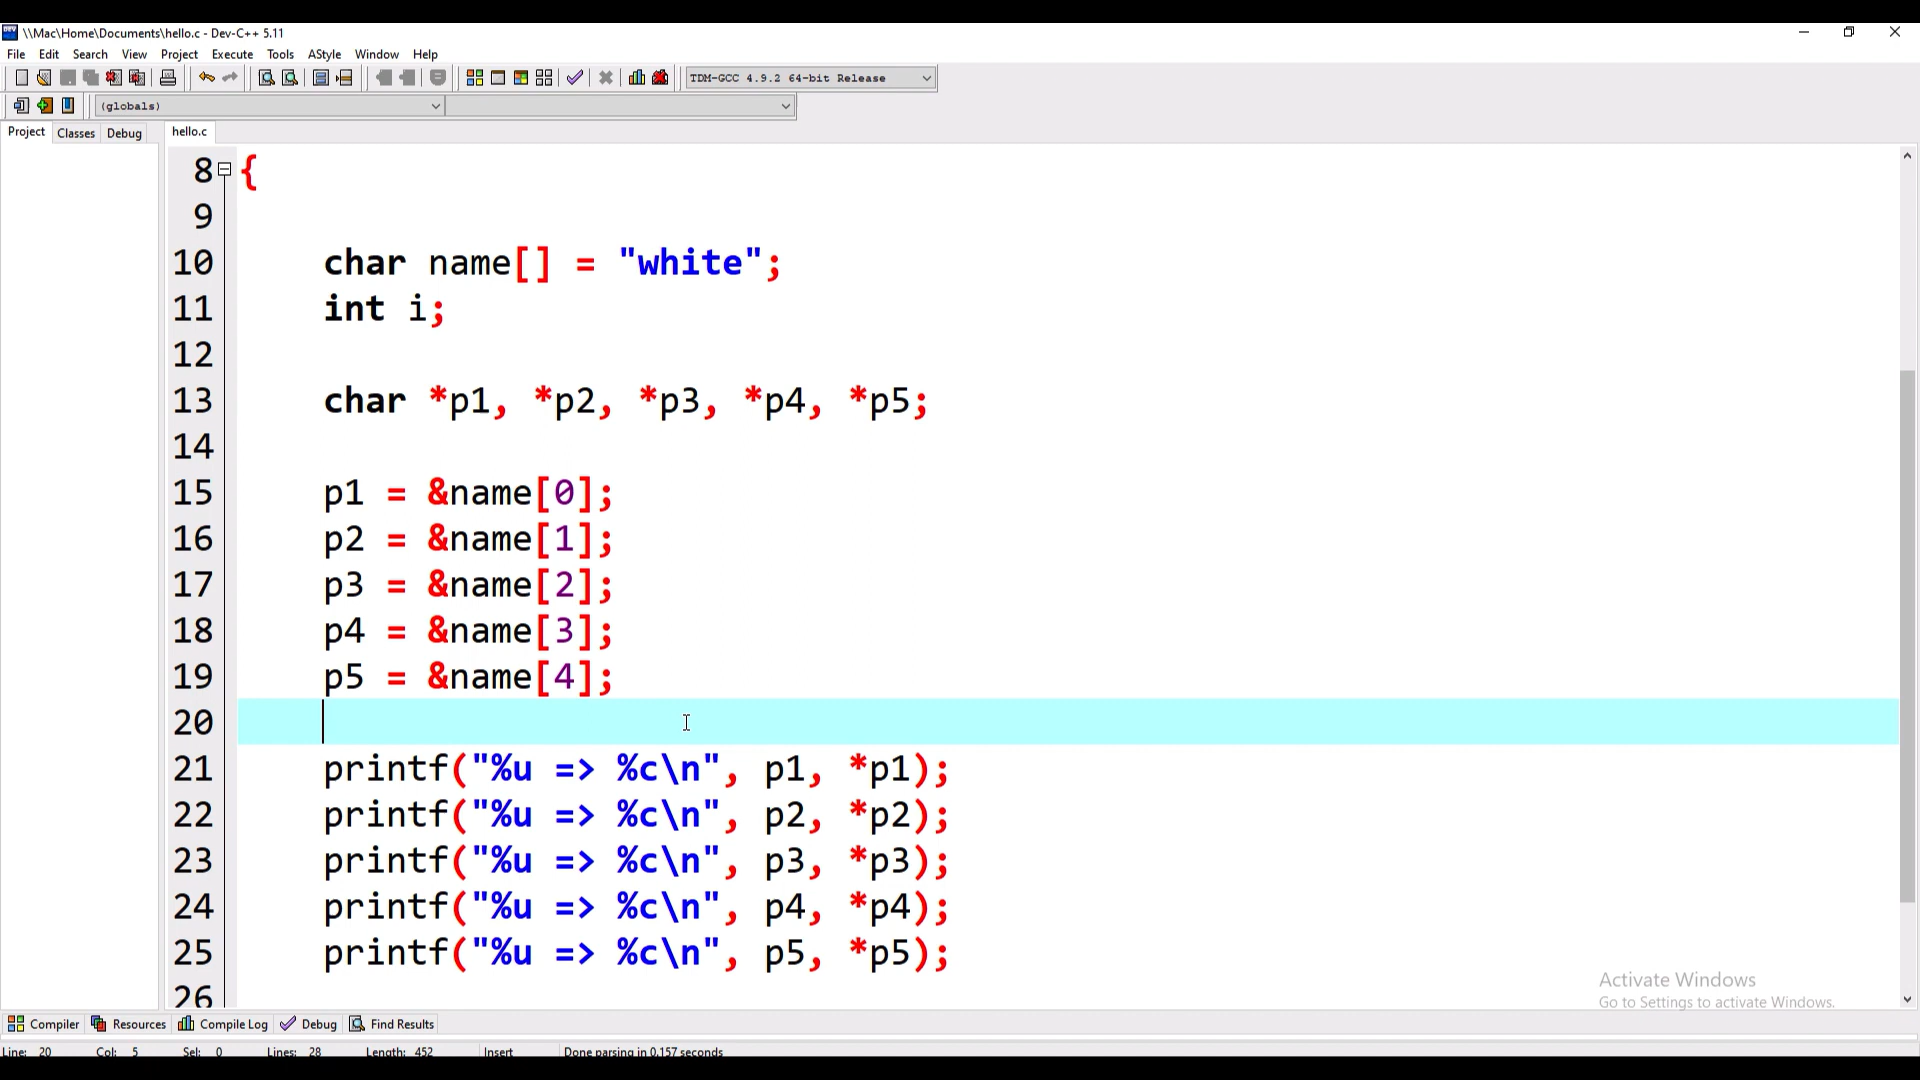 \\Mac\Home\Documents\hello.c - Dev-C++ 5.11
File Edit Search View Project Execute Tools AStyle Window Help
TDM-GCC 4.9.2 64-bit Release
(globals)
Project Classes Debug hello.c
8 {
9
10 char name[] = "white";
11 int i;
12
13 char *p1, *p2, *p3, *p4, *p5;
14
15 p1 = &name[0];
16 p2 = &name[1];
17 p3 = &name[2];
18 p4 = &name[3];
19 p5 = &name[4];
20
21 printf("%u => %c\n", p1, *p1);
22 printf("%u => %c\n", p2, *p2);
23 printf("%u => %c\n", p3, *p3);
24 printf("%u => %c\n", p4, *p4);
25 printf("%u => %c\n", p5, *p5);
26
Activate Windows
Go to Settings to activate Windows.
Compiler Resources Compile Log Debug Find Results
Line: 20 Col: 5 Sel: 0 Lines: 28 Length: 452 Insert Done parsing in 0.157 seconds